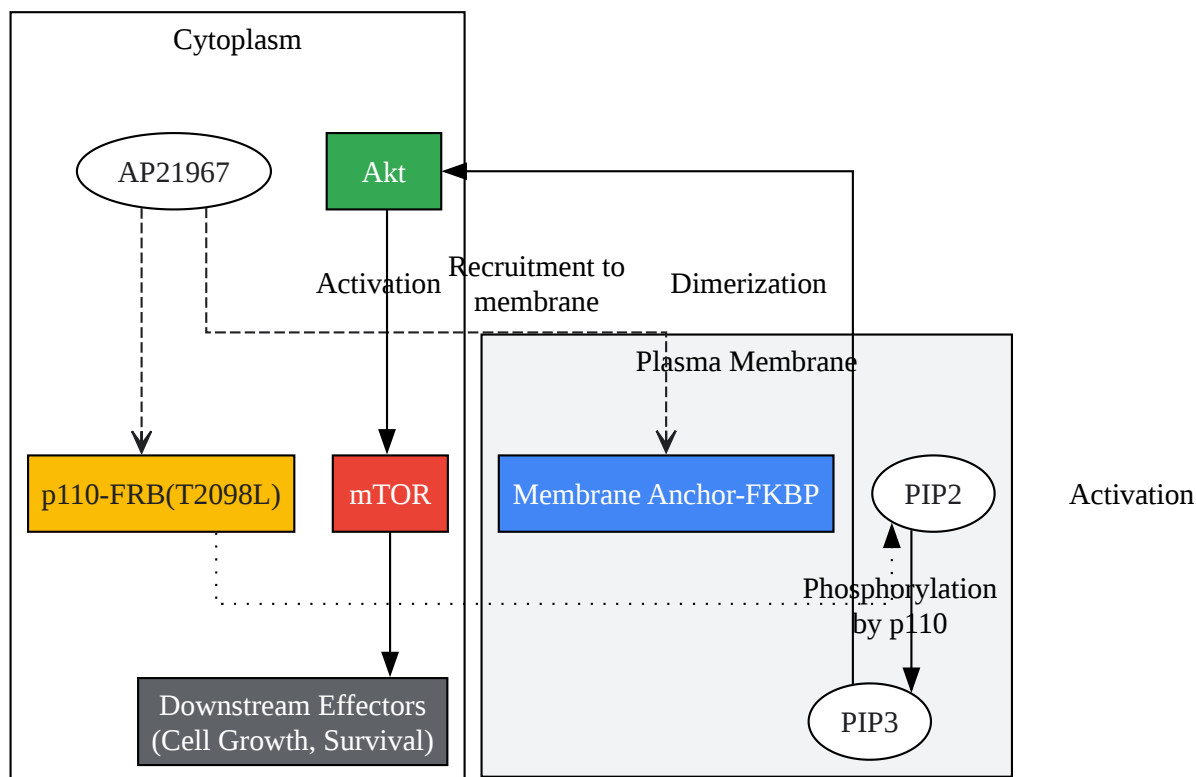 Cytoplasm
AP21967
Akt
Activation
Recruitment to
membrane
Dimerization
Plasma Membrane
p110-FRB(T2098L)
mTOR
Membrane Anchor-FKBP
PIP2
Activation
Phosphorylation
by p110
Downstream Effectors
(Cell Growth, Survival)
PIP3